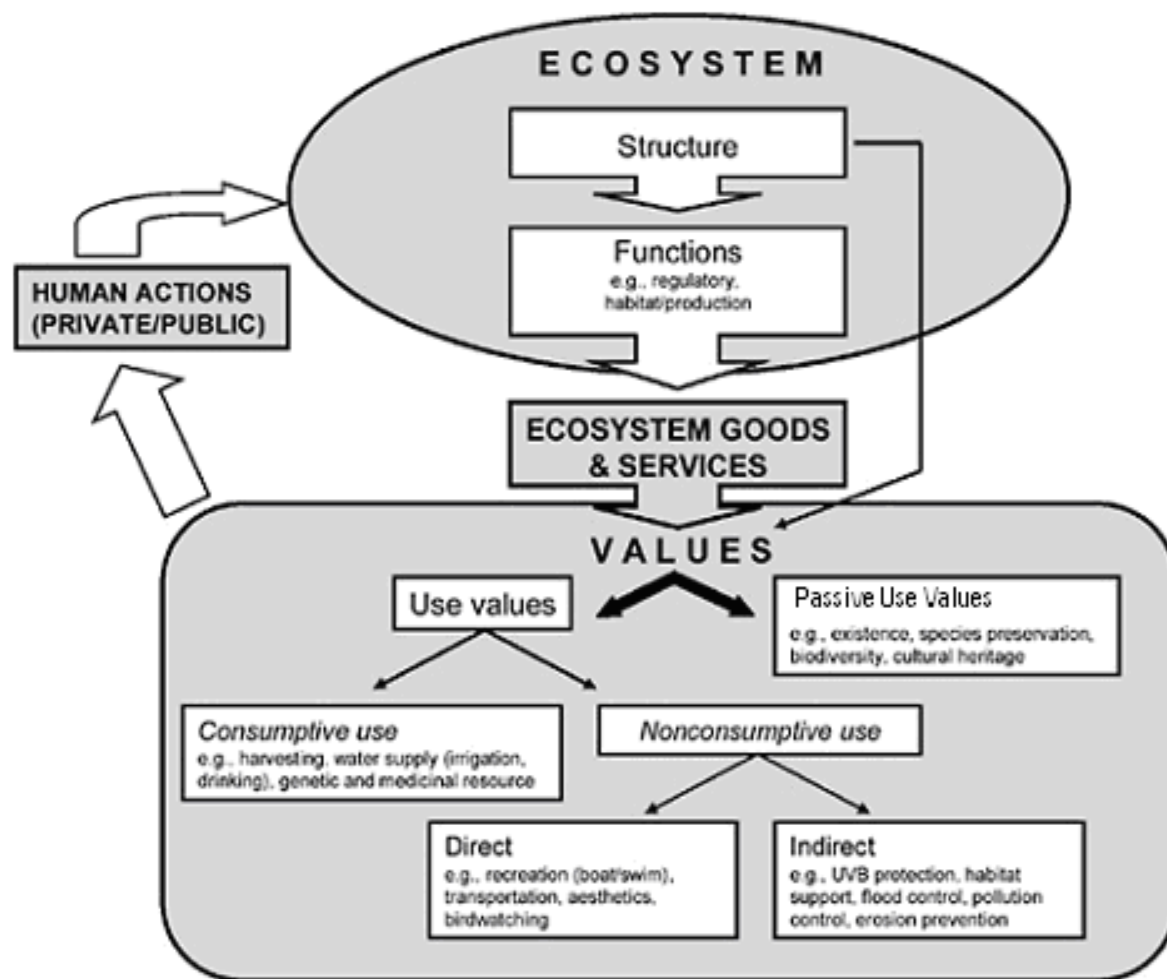 ECOSYSTEM
Structure
Functions
e.g., regulatory,
habitat/production
HUMAN ACTIONS
(PRIVATE/PUBLIC)
ECOSYSTEM GOODS
& SERVICES
VALUES
Use values
Passive Use Values
e.g., existence, species preservation,
biodiversity, cultural heritage
Consumptive use
e.g., harvesting, water supply (irrigation,
drinking), genetic and medicinal resource
Nonconsumptive use
Direct
e.g., recreation (boat/swim),
transportation, aesthetics,
birdwatching
Indirect
e.g., UVB protection, habitat
support, flood control, pollution
control, erosion prevention